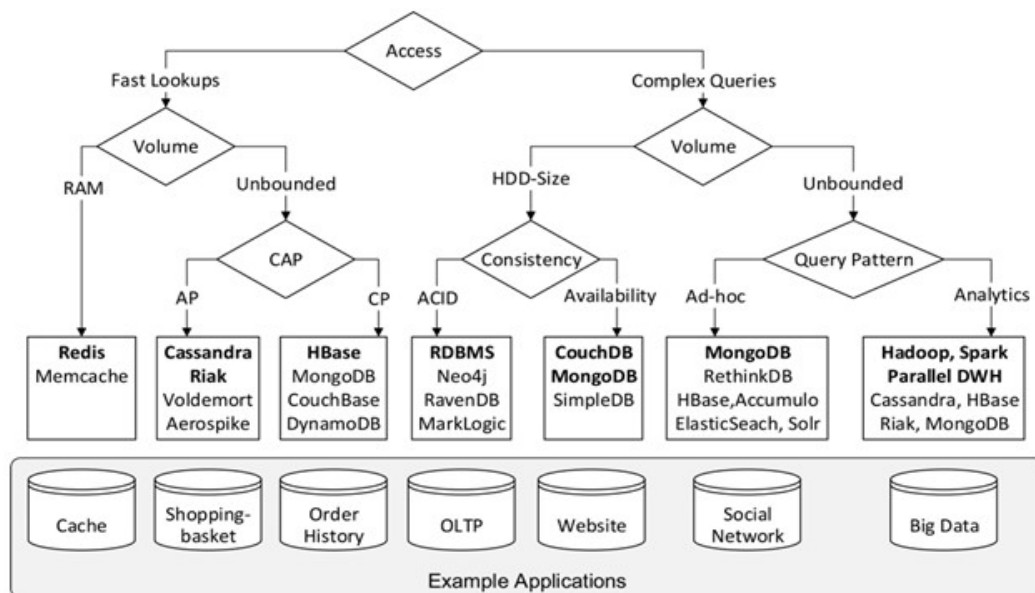 Access
Fast Lookups
Complex Queries
Volume
Volume
RAM
Unbounded
HDD-Size
Unbounded
CAP
Consistency
Query Pattern
AP
CP
ACID
Availability
Ad-hoc
Analytics
Redis
Memcache
Cassandra
Riak
Voldemort
Aerospike
HBase
MongoDB
CouchBase
DynamoDB
RDBMS
Neo4j
RavenDB
MarkLogic
CouchDB
MongoDB
SimpleDB
MongoDB
RethinkDB
HBase,Accumulo
ElasticSeach, Solr
Hadoop, Spark
Parallel DWH
Cassandra, HBase
Riak, MongoDB
Cache
Shopping-
basket
Order
History
OLTP
Website
Social
Network
Big Data
Example Applications